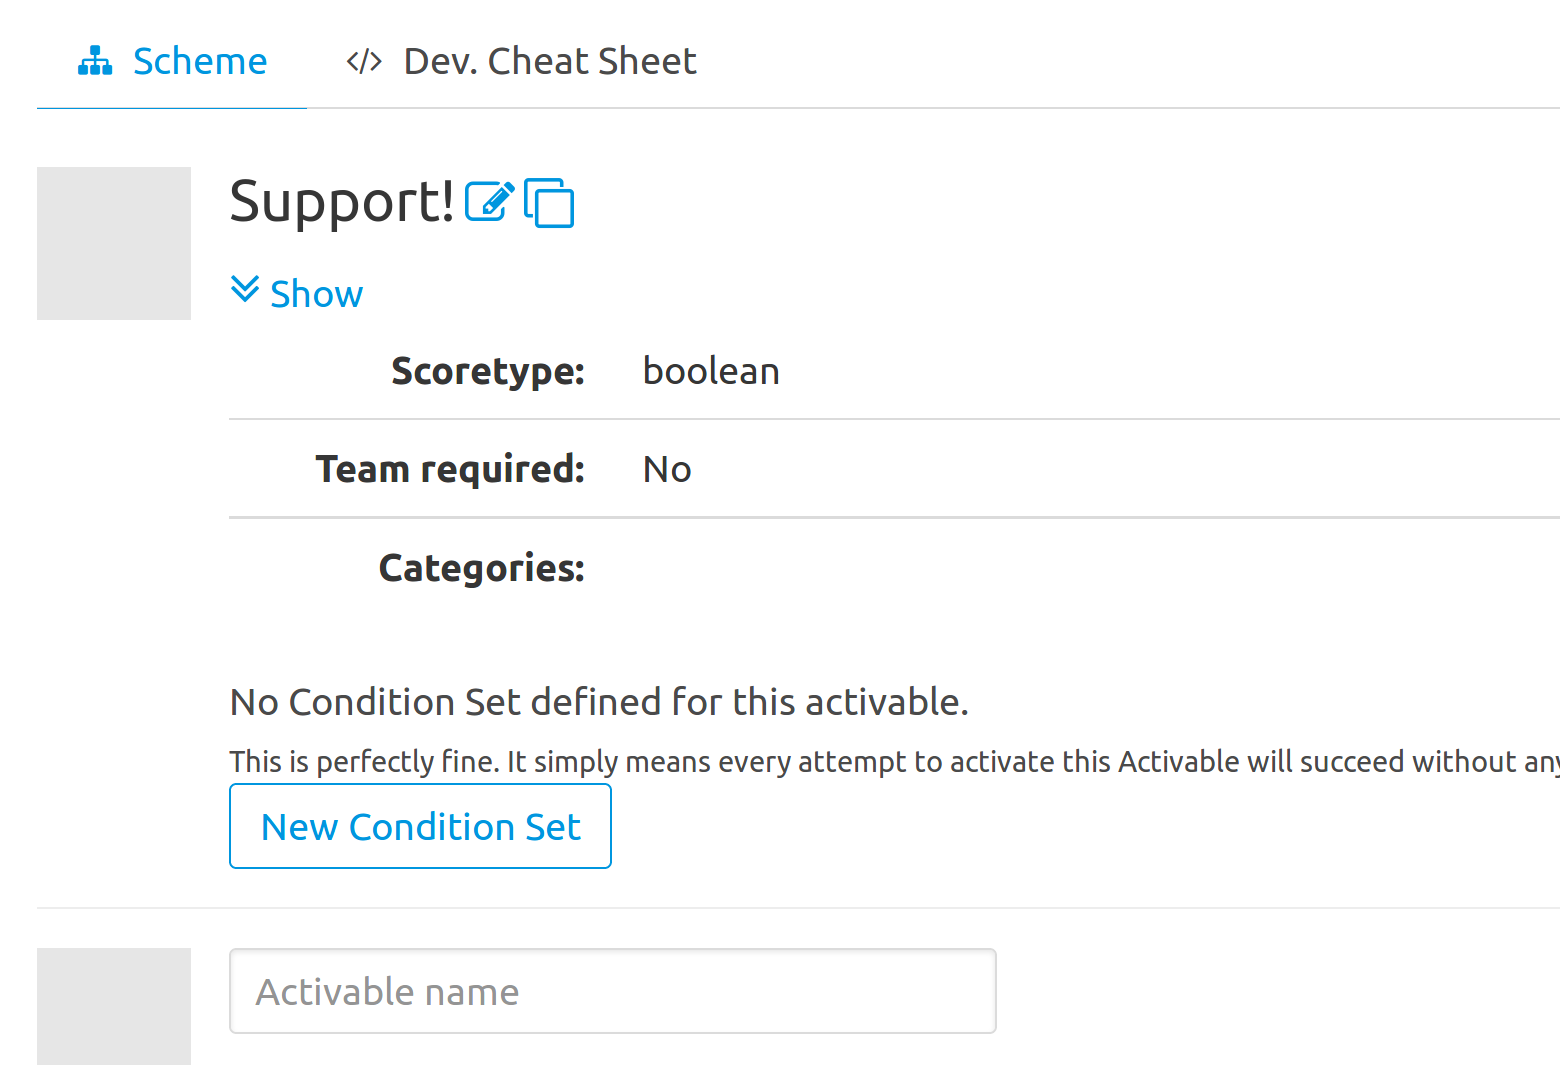 Scheme </> Dev. Cheat Sheet
Support!
Show
Scoretype: boolean
Team required: No
Categories:
No Condition Set defined for this activable.
This is perfectly fine. It simply means every attempt to activate this Activable will succeed without any
New Condition Set
Activable name